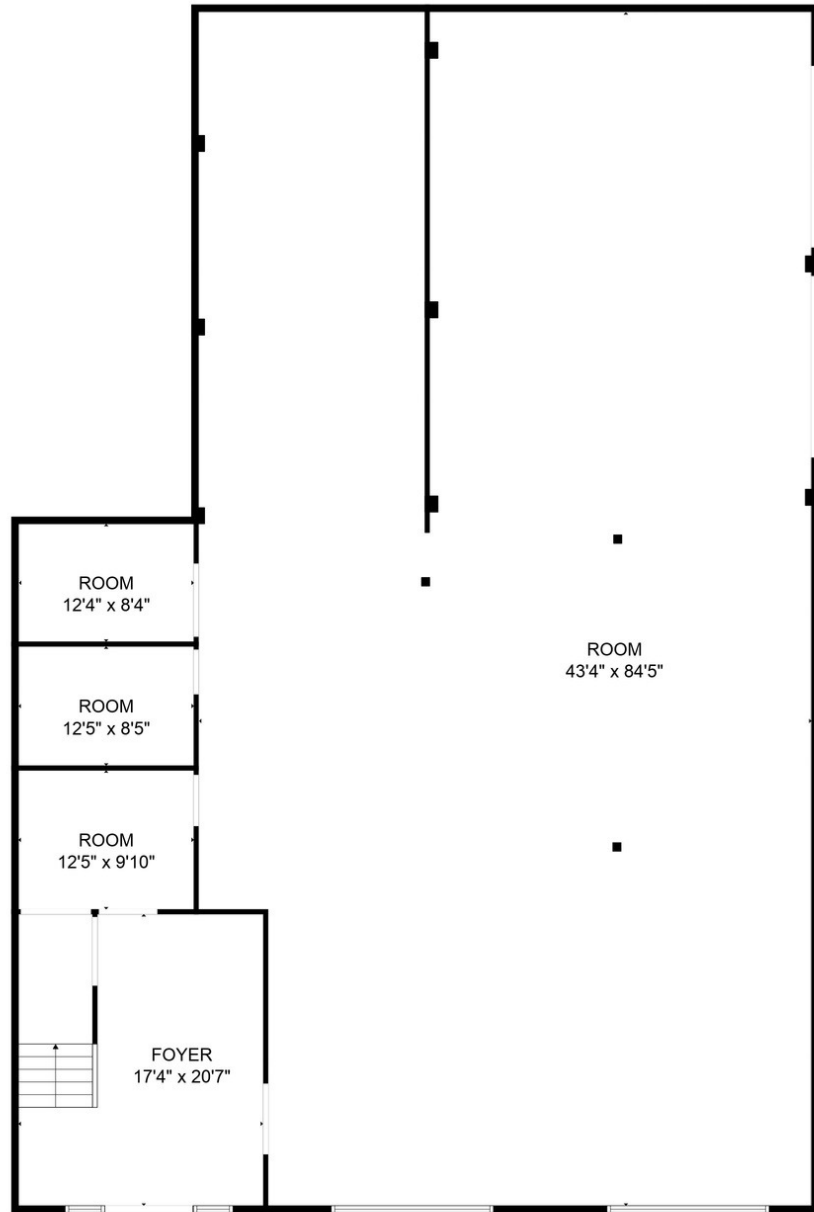 ROOM
12'4" x 8'4"
ROOM
12'5" x 8'5"
ROOM
43'4" x 84'5"
ROOM
12'5" x 9'10"
FOYER
17'4" x 20'7"